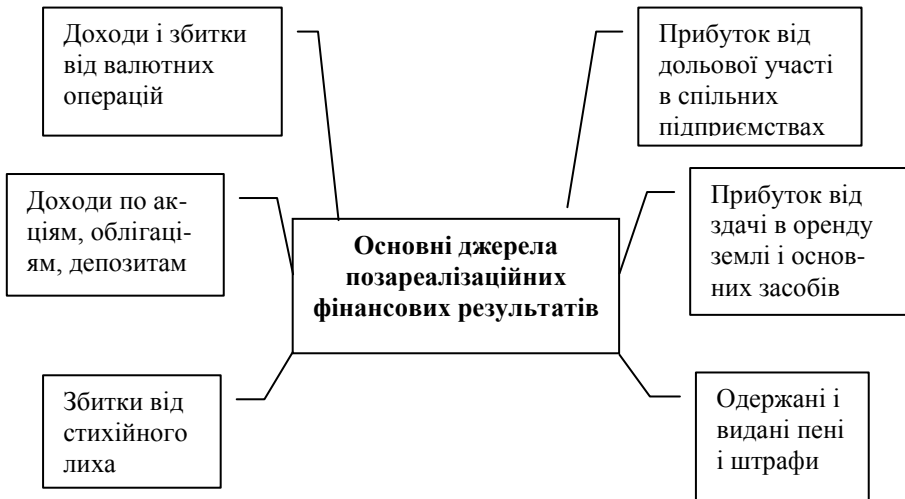 Доходи і збитки
від валютних
операцій
Прибуток від
дольової участі
в спільних
підприємствах
Доходи по ак-
ціям, облігаці-
ям, депозитам
Основні джерела
позареалізаційних
фінансових результатів
Прибуток від
здачі в оренду
землі і основ-
них засобів
Збитки від
стихійного
лиха
Одержані і
видані пені
і штрафи